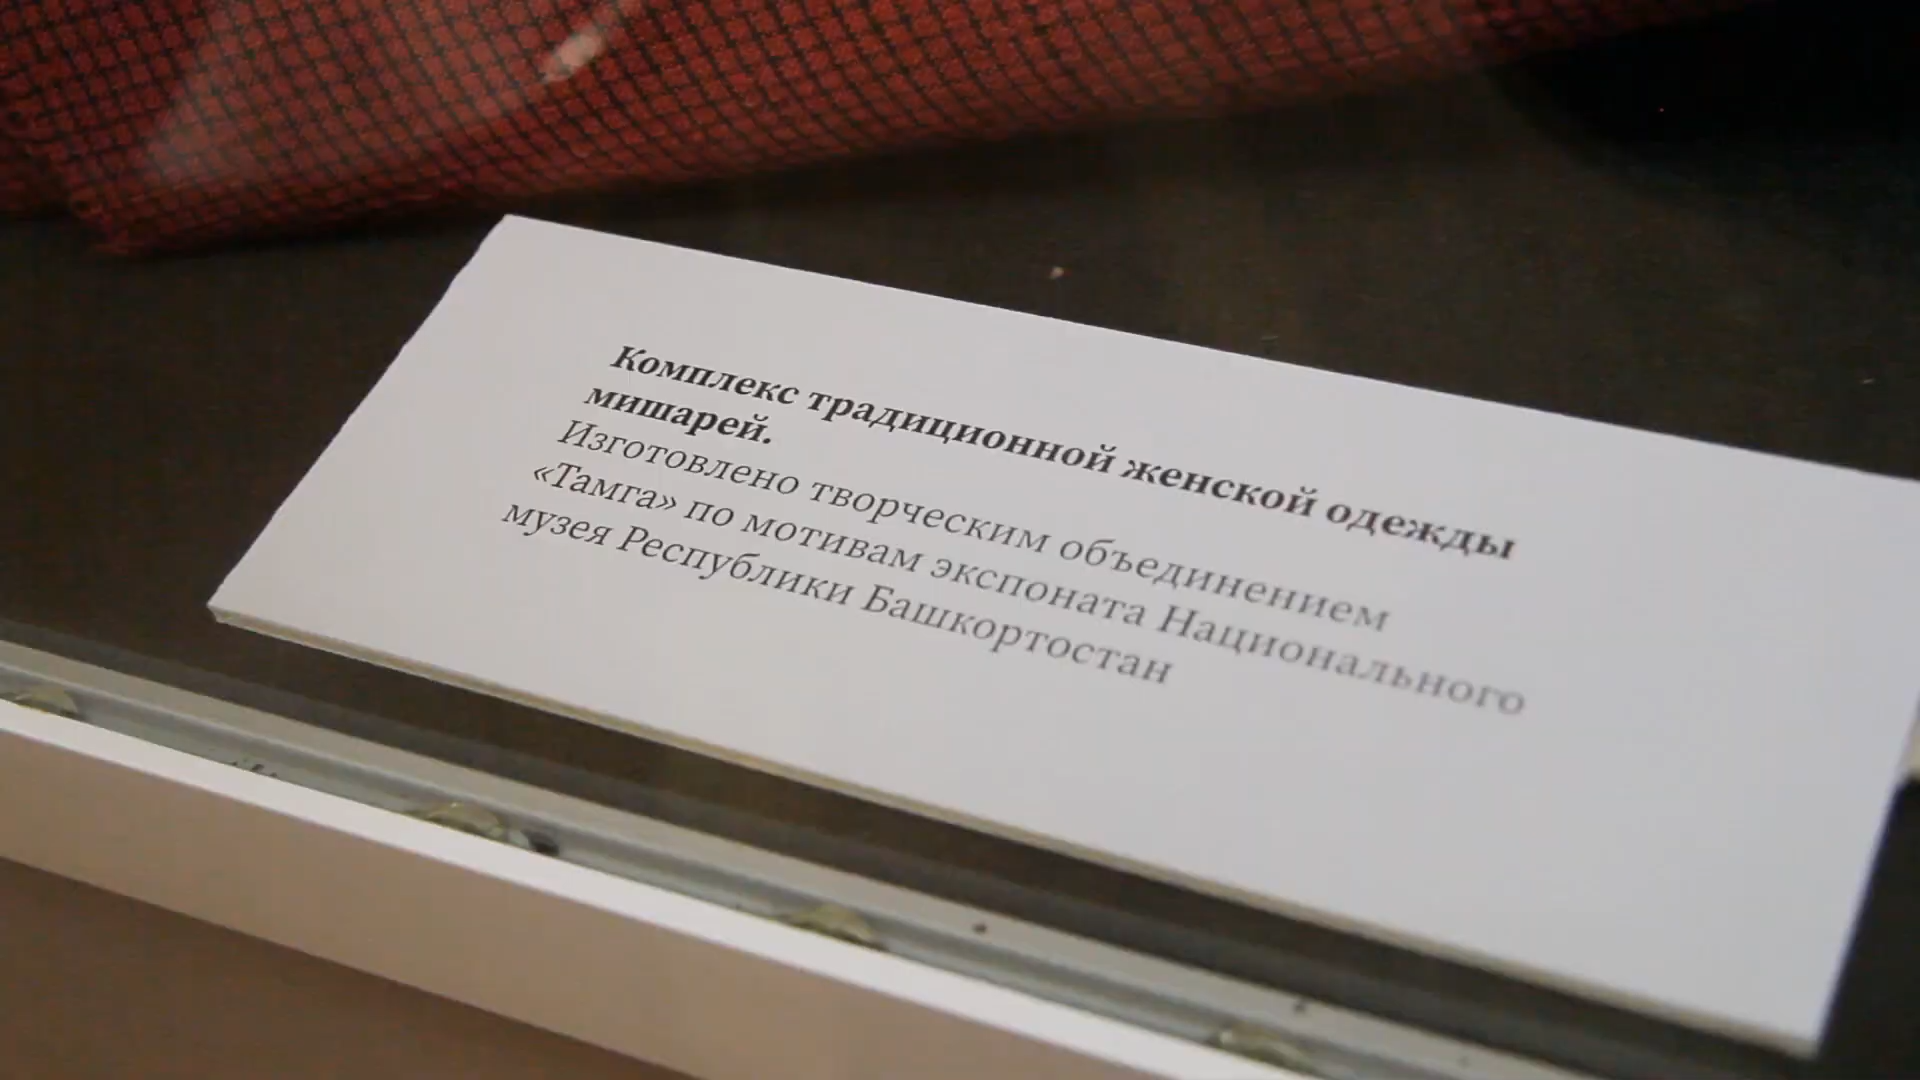 Комплекс традиционной женской одежды
мишарей.
Изготовлено творческим объединением
«Тамга» по мотивам экспоната Национального
музея Республики Башкортостан